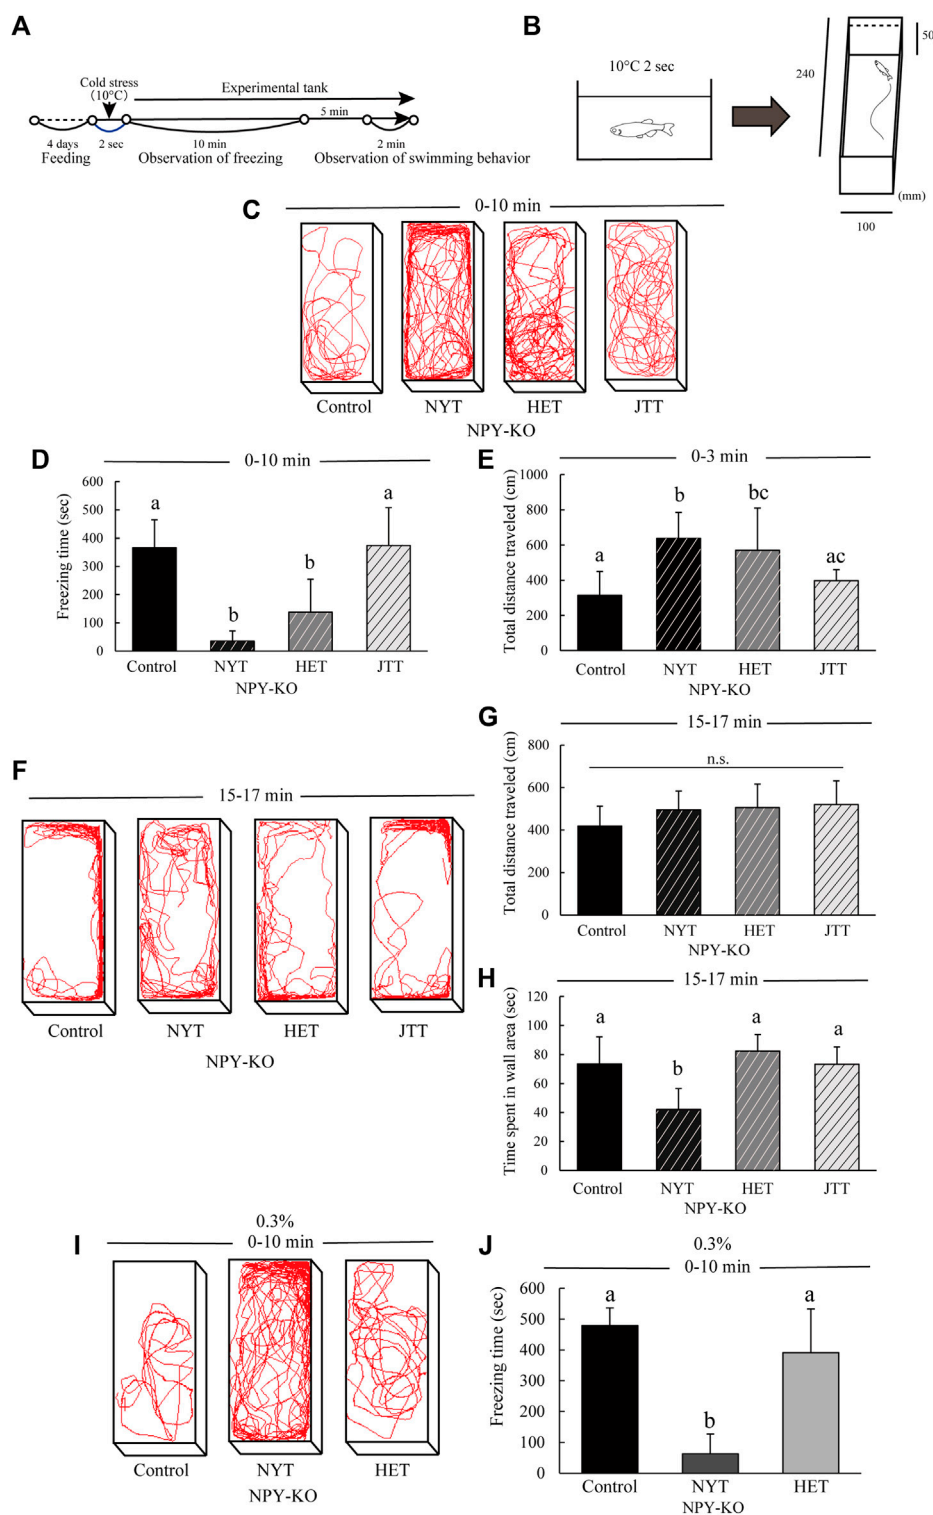 A
Cold stress
(10°C)
Experimental tank
5 min
4 days
2 sec
10 min
2 min
Feeding
Observation of freezing
Observation of swimming behavior
B
10°C 2 sec
240
50
(mm)
100
C
0-10 min
Control
NYT
HET
JTT
NPY-KO
D
0-10 min
Freezing time (sec)
600
500
400
300
200
100
0
a
b
b
a
Control
NYT
HET
JTT
NPY-KO
E
0-3 min
Total distance traveled (cm)
1000
800
600
400
200
0
a
b
bc
ac
Control
NYT
HET
JTT
NPY-KO
F
15-17 min
Control
NYT
HET
JTT
NPY-KO
G
15-17 min
Total distance traveled (cm)
800
600
400
200
0
n.s.
Control
NYT
HET
JTT
NPY-KO
H
15-17 min
Time spent in wall area (sec)
120
100
80
60
40
20
0
a
b
a
a
Control
NYT
HET
JTT
NPY-KO
I
0.3%
0-10 min
Control
NYT
HET
NPY-KO
J
0.3%
0-10 min
Freezing time (sec)
600
500
400
300
200
100
0
a
b
a
Control
NYT
HET
NPY-KO